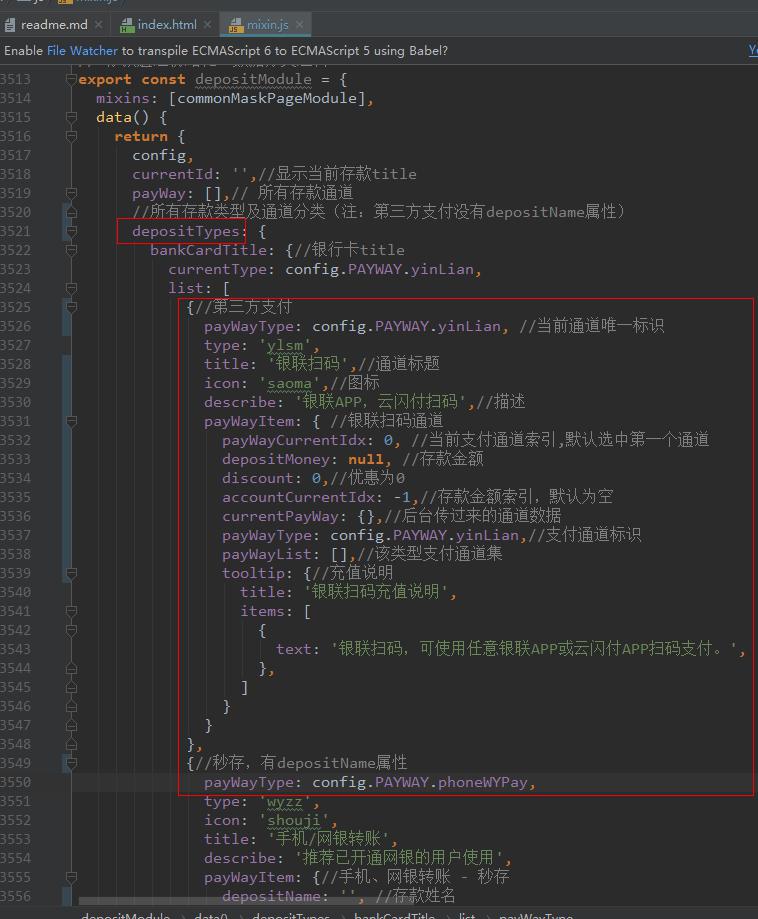 readme.md index.html mixin.js
Enable File Watcher to transpile ECMAScript 6 to ECMAScript 5 using Babel?
3513 export const depositModule = {
3514 mixins: [commonMaskPageModule],
3515 data() {
3516 return {
3517 config,
3518 currentId: '',//显示当前存款title
3519 payWay: [],// 所有存款通道
3520 //所有存款类型及通道分类（注：第三方支付没有depositName属性）
3521 depositTypes: {
3522 bankCardTitle: {//银行卡title
3523 currentType: config.PAYWAY.yinLian,
3524 list: [
3525 {//第三方支付
3526 payWayType: config.PAYWAY.yinLian, //当前通道唯一标识
3527 type: 'ylsm',
3528 title: '银联扫码',//通道标题
3529 icon: 'saoma',//图标
3530 describe: '银联APP，云闪付扫码',//描述
3531 payWayItem: { //银联扫码通道
3532 payWayCurrentIdx: 0, //当前支付通道索引,默认选中第一个通道
3533 depositMoney: null, //存款金额
3534 discount: 0,//优惠为0
3535 accountCurrentIdx: -1,//存款金额索引，默认为空
3536 currentPayWay: {},//后台传过来的通道数据
3537 payWayType: config.PAYWAY.yinLian,//支付通道标识
3538 payWayList: [],//该类型支付通道集
3539 tooltip: {//充值说明
3540 title: '银联扫码充值说明',
3541 items: [
3542 {
3543 text: '银联扫码，可使用任意银联APP或云闪付APP扫码支付。',
3544 },
3545 ]
3546 }
3547 }
3548 },
3549 {//秒存，有depositName属性
3550 payWayType: config.PAYWAY.phoneWYPay,
3551 type: 'wyzz',
3552 icon: 'shouji',
3553 title: '手机/网银转账',
3554 describe: '推荐已开通网银的用户使用',
3555 payWayItem: {//手机、网银转账 - 秒存
3556 depositName: '', //存款姓名
depositModule data() depositTypes bankCardTitle list payWayType